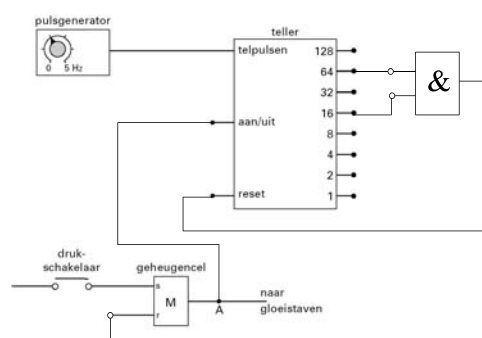 pulsgenerator
0 5 Hz
teller
telpulsen
aan/uit
reset
128
64
32
16
8
4
2
1
&
druk-
schakelaar
geheugencel
s
M
r
A
naar
gloeistaven